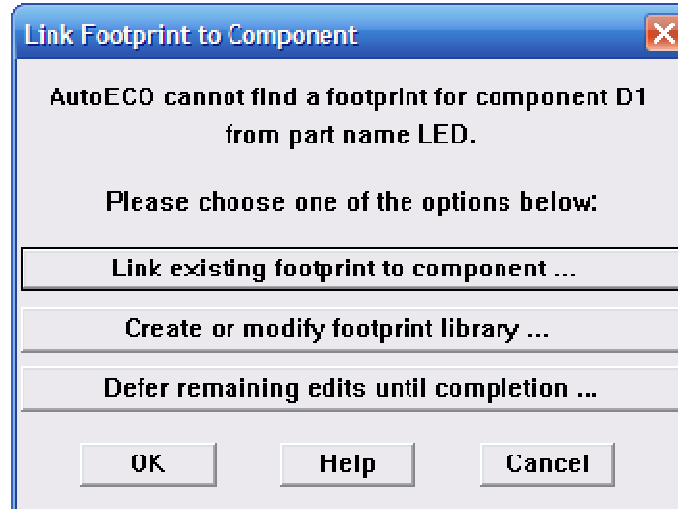 Link Footprint to Component
AutoECO cannot find a footprint for component D1
from part name LED.
Please choose one of the options below:
Link existing footprint to component ...
Create or modify footprint library ...
Defer remaining edits until completion ...
OK Help Cancel